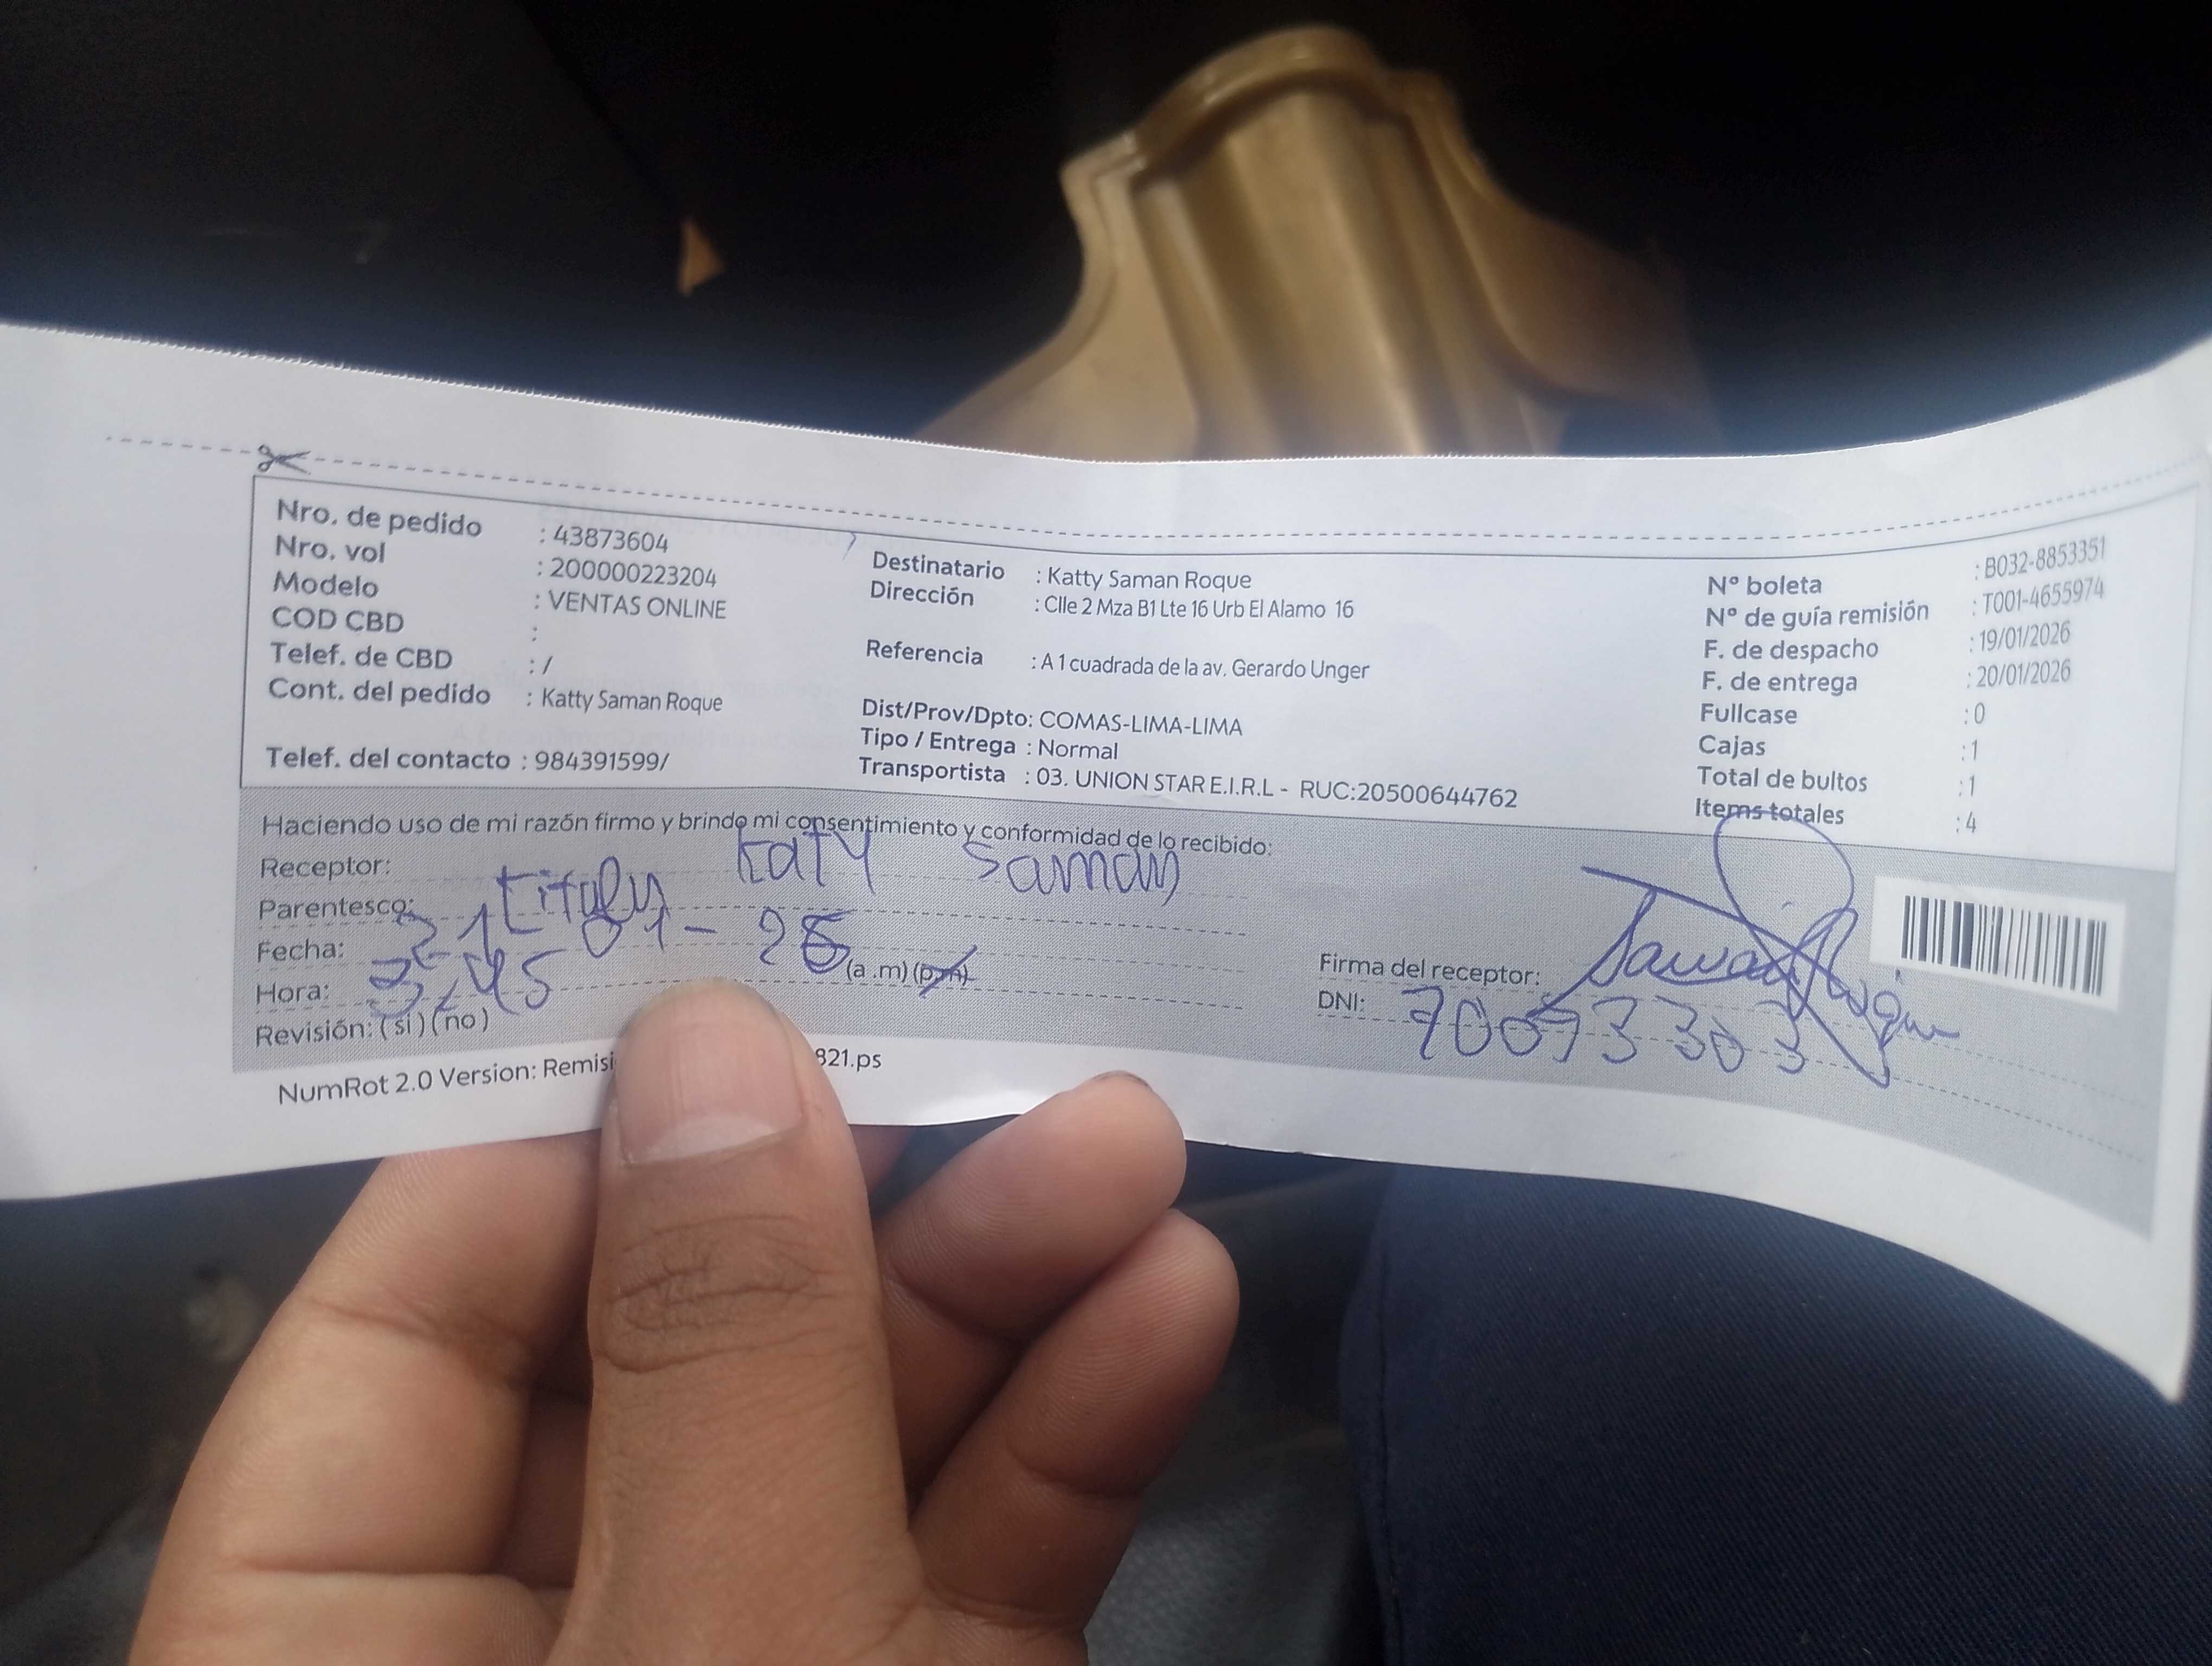 Nro. de pedido : 43873604
Nro. vol : 200000223204
Modelo : VENTAS ONLINE
COD CBD :
Telef. de CBD : /
Cont. del pedido : Katty Saman Roque
Telef. del contacto : 984391599/
Destinatario : Katty Saman Roque
Dirección : Clle 2 Mza B1 Lte 16 Urb El Alamo 16
Referencia : A 1 cuadrada de la av. Gerardo Unger
Dist/Prov/Dpto: COMAS-LIMA-LIMA
Tipo / Entrega : Normal
Transportista : 03. UNION STAR E.I.R.L - RUC:20500644762
N° boleta : B032-8853351
N° de guía remisión : T001-4655974
F. de despacho : 19/01/2026
F. de entrega : 20/01/2026
Fullcase : 0
Cajas : 1
Total de bultos : 1
Items totales : 4
Haciendo uso de mi razón firmo y brindo mi consentimiento y conformidad de lo recibido:
Receptor: Katy Saman
Parentesco:
Fecha: 21-01-26
Hora: 3:45 (a .m) (p.m)
Revisión: ( si ) ( no )
Firma del receptor:
DNI: 70093303
NumRot 2.0 Version: Remisi 821.ps